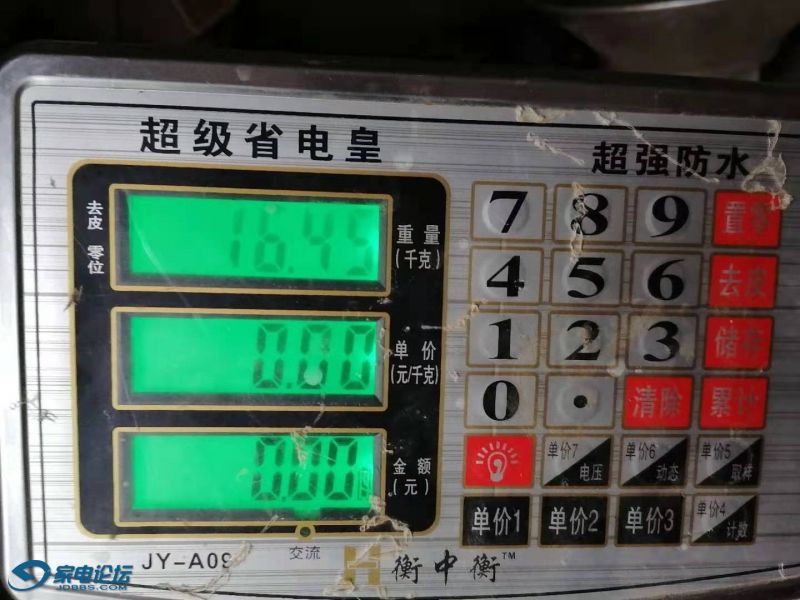 超级省电皇
超强防水
去皮 零位
16.45
重量
(千克)
0.00
单价
(元/千克)
0.00
金额
(元)
7 8 9 置零
4 5 6 去皮
1 2 3 储存
0 . 清除 累计
单价7 电压 单价6 动态 单价5 取样
单价1 单价2 单价3 单价4 计数
JY-A09
交流
衡中衡™
家电论坛
JDBBS.COM